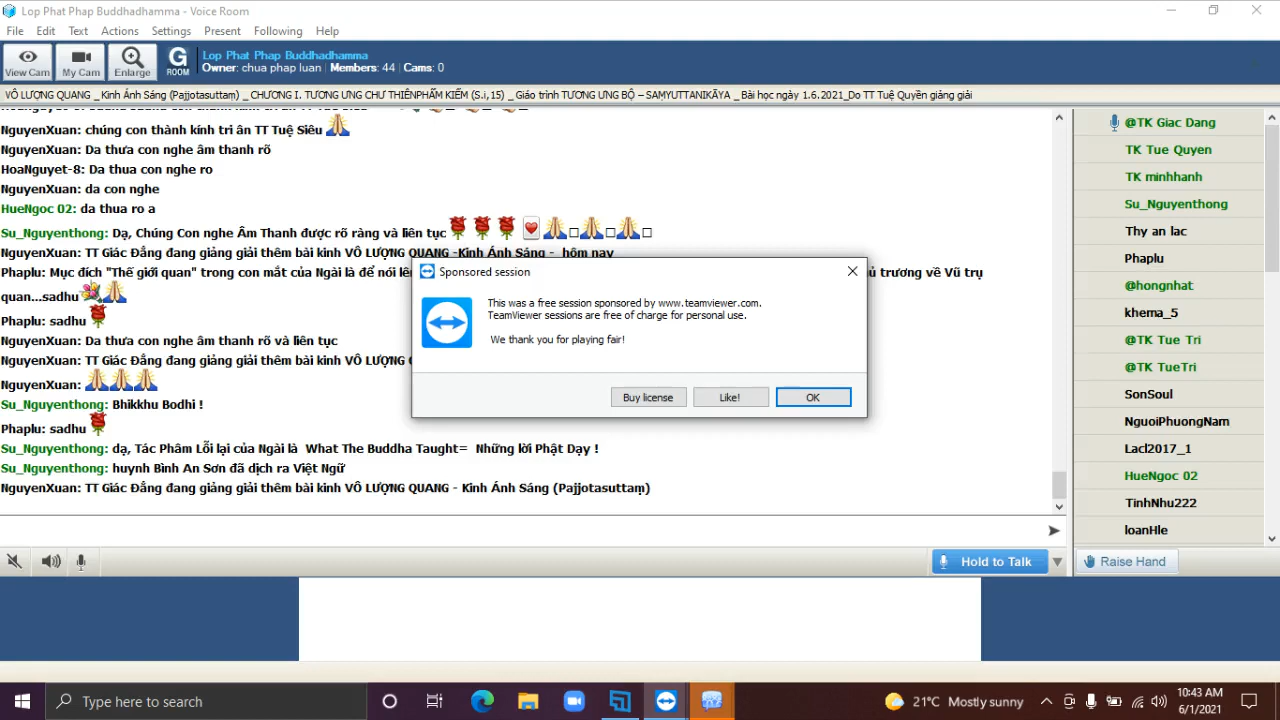 Lop Phat Phap Buddhadhamma - Voice Room
File Edit Text Actions Settings Present Following Help
View Cam
My Cam
Enlarge
G
ROOM
Lop Phat Phap Buddhadhamma
Owner: chua phap luan | Members: 44 | Cams: 0
VÔ LƯỢNG QUANG _Kinh Ánh Sáng (Pajjotasuttaṃ) _ CHƯƠNG I. TƯƠNG ƯNG CHƯ THIÊNPHẨM KIẾM (S.i,15) _Giáo trình TƯƠNG ƯNG BỘ – SAMYUTTANIKĀYA _Bài học ngày 1.6.2021_Do TT Tuệ Quyền giảng giải
NguyenXuan: chúng con thành kính tri ân TT Tuệ Siêu
NguyenXuan: Da thưa con nghe âm thanh rõ
HoaNguyet-8: Da thua con nghe ro
NguyenXuan: da con nghe
HueNgoc 02: da thua ro a
Su_Nguyenthong: Dạ, Chúng Con nghe Âm Thanh được rõ ràng và liên tục
NguyenXuan: TT Giác Đẳng đang giảng giải thêm bài kinh VÔ LƯỢNG QUANG -Kinh Ánh Sáng - hôm nay
Phaplu: Mục đích "Thế giới quan" trong con mắt của Ngài là để nói lên
trương về Vũ trụ
quan...sadhu
Phaplu: sadhu
NguyenXuan: Da thưa con nghe âm thanh rõ và liên tục
NguyenXuan: TT Giác Đẳng đang giảng giải thêm bài kinh VÔ LƯỢNG QUANG
NguyenXuan:
Su_Nguyenthong: Bhikkhu Bodhi !
Phaplu: sadhu
Su_Nguyenthong: dạ, Tác Phâm Lỗi lại của Ngài là What The Buddha Taught= Những lời Phật Dạy !
Su_Nguyenthong: huynh Bình An Sơn đã dịch ra Việt Ngữ
NguyenXuan: TT Giác Đẳng đang giảng giải thêm bài kinh VÔ LƯỢNG QUANG - Kinh Ánh Sáng (Pajjotasuttaṃ)
Sponsored session
This was a free session sponsored by www.teamviewer.com.
TeamViewer sessions are free of charge for personal use.
We thank you for playing fair!
Buy license
Like!
OK
@TK Giac Dang
TK Tue Quyen
TK minhhanh
Su_Nguyenthong
Thy an lac
Phaplu
@hongnhat
khema_5
@TK Tue Tri
@TK TueTri
SonSoul
NguoiPhuongNam
Lacl2017_1
HueNgoc 02
TinhNhu222
loanHle
Hold to Talk
Raise Hand
Type here to search
21°C Mostly sunny
10:43 AM
6/1/2021